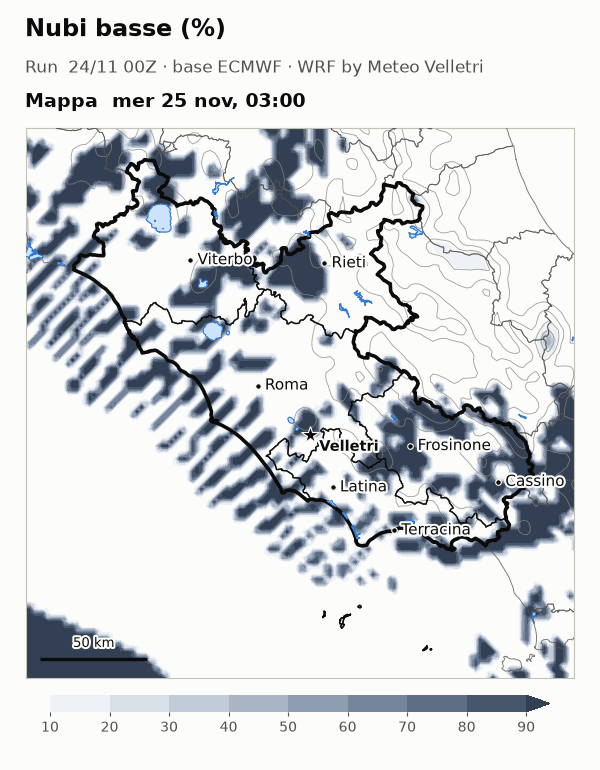 Nubi basse (%)
Run 24/11 00Z · base ECMWF · WRF by Meteo Velletri
Mappa mer 25 nov, 03:00
Viterbo
Rieti
Roma
Velletri
Frosinone
Cassino
Latina
Terracina
50 km
10 20 30 40 50 60 70 80 90